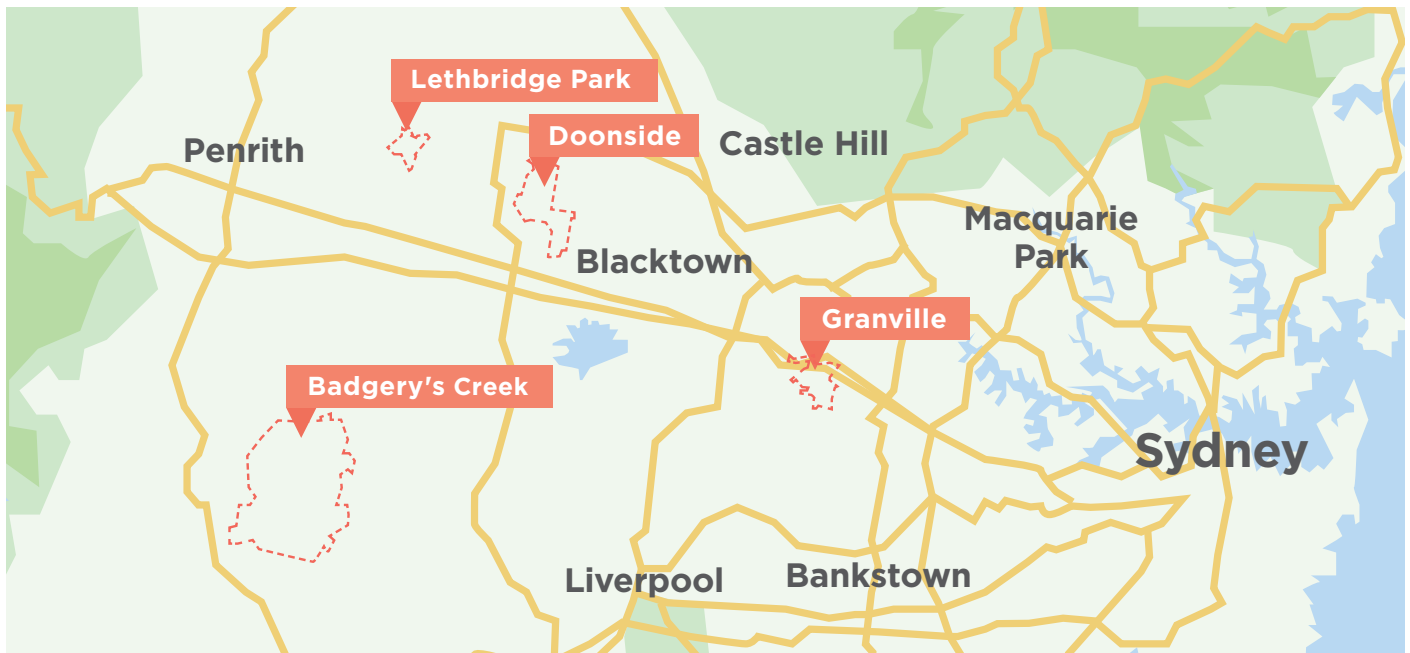 Lethbridge Park
Doonside
Castle Hill
Penrith
Macquarie
Park
Blacktown
Granville
Badgery's Creek
Sydney
Liverpool
Bankstown